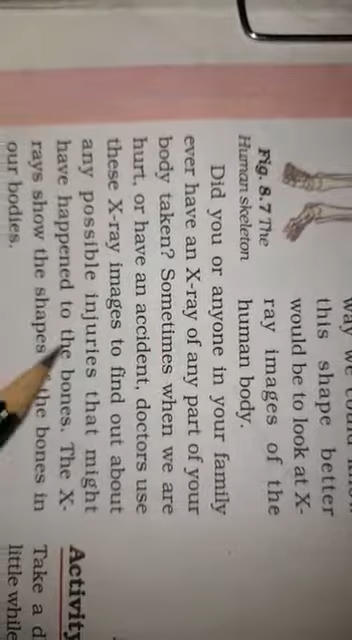 this shape better
would be to look at X-
ray images of the
human body.
Fig. 8.7 The
Human skeleton
Did you or anyone in your family
ever have an X-ray of any part of your
body taken? Sometimes when we are
hurt, or have an accident, doctors use
these X-ray images to find out about
any possible injuries that might
have happened to the bones. The X-
rays show the shapes the bones in
our bodies.
Activity
Take a
little while